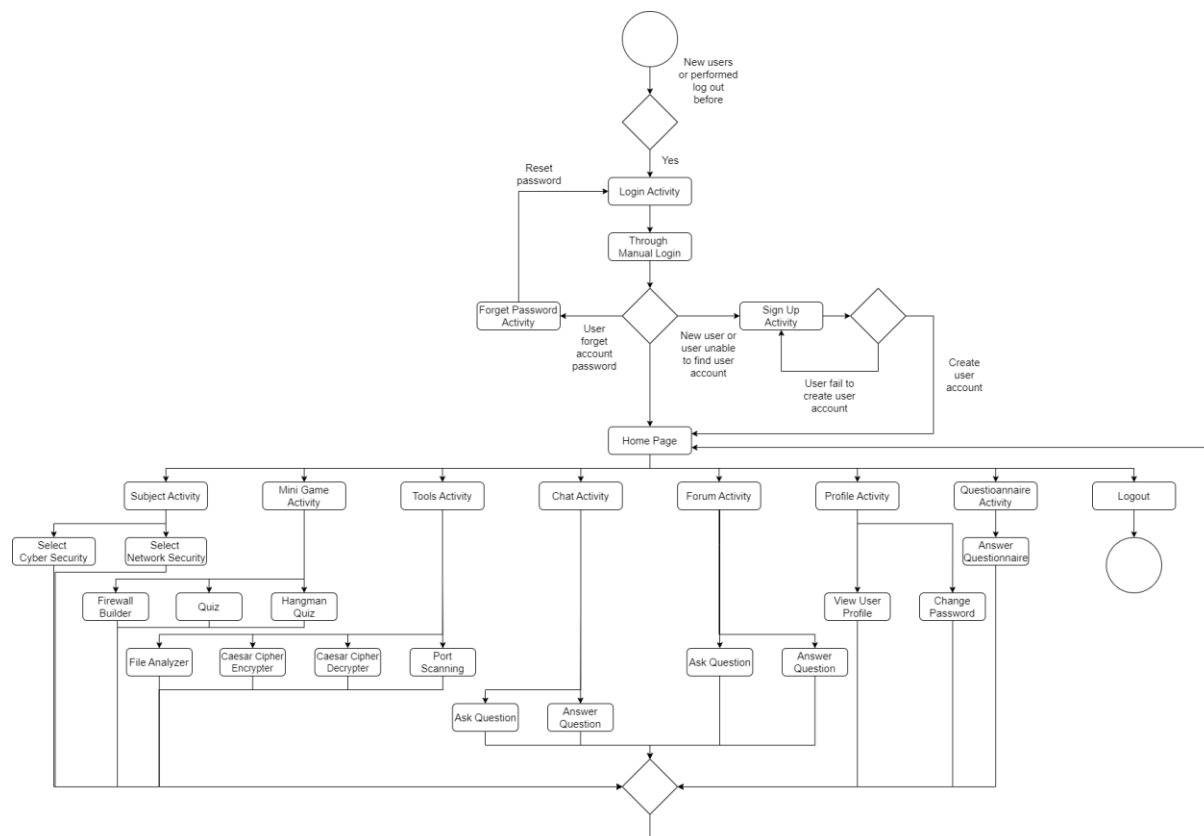 New users
or performed
log out
before
Yes
Reset
password
Login Activity
Through
Manual Login
Forget Password
Activity
User
forget
account
password
New user or
user unable
to find user
account
Sign Up
Activity
User fail to
create user
account
Create
user
account
Home Page
Subject Activity
Mini Game
Activity
Tools Activity
Chat Activity
Forum Activity
Profile Activity
Questioannaire
Activity
Logout
Select
Cyber Security
Select
Network Security
Answer
Questionnaire
Firewall
Builder
Quiz
Hangman
Quiz
View User
Profile
Change
Password
File Analyzer
Caesar Cipher
Encrypter
Caesar Cipher
Decrypter
Port
Scanning
Ask Question
Answer
Question
Ask Question
Answer
Question